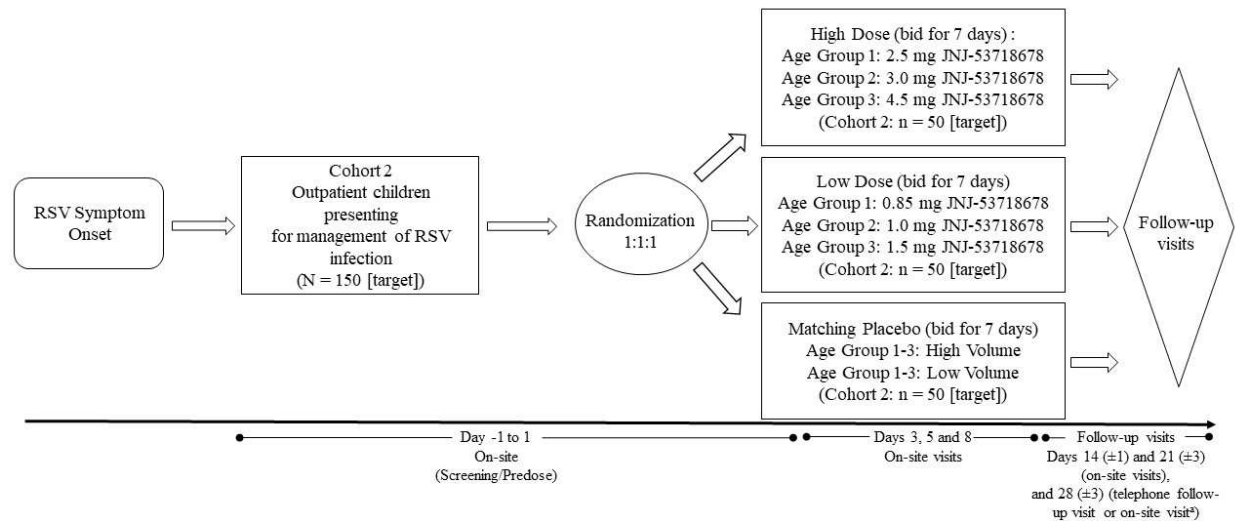 RSV Symptom
Onset
Cohort 2
Outpatient children
presenting
for management of RSV
infection
(N = 150 [target])
Randomization
1:1:1
High Dose (bid for 7 days) :
Age Group 1: 2.5 mg JNJ-53718678
Age Group 2: 3.0 mg JNJ-53718678
Age Group 3: 4.5 mg JNJ-53718678
(Cohort 2: n = 50 [target])
Low Dose (bid for 7 days)
Age Group 1: 0.85 mg JNJ-53718678
Age Group 2: 1.0 mg JNJ-53718678
Age Group 3: 1.5 mg JNJ-53718678
(Cohort 2: n = 50 [target])
Matching Placebo (bid for 7 days)
Age Group 1-3: High Volume
Age Group 1-3: Low Volume
(Cohort 2: n = 50 [target])
Follow-up
visits
Day -1 to 1
On-site
(Screening/Predose)
Days 3, 5 and 8
On-site visits
Follow-up visits
Days 14 (±1) and 21 (±3)
(on-site visits),
and 28 (±3) (telephone follow-
up visit or on-site visitª)